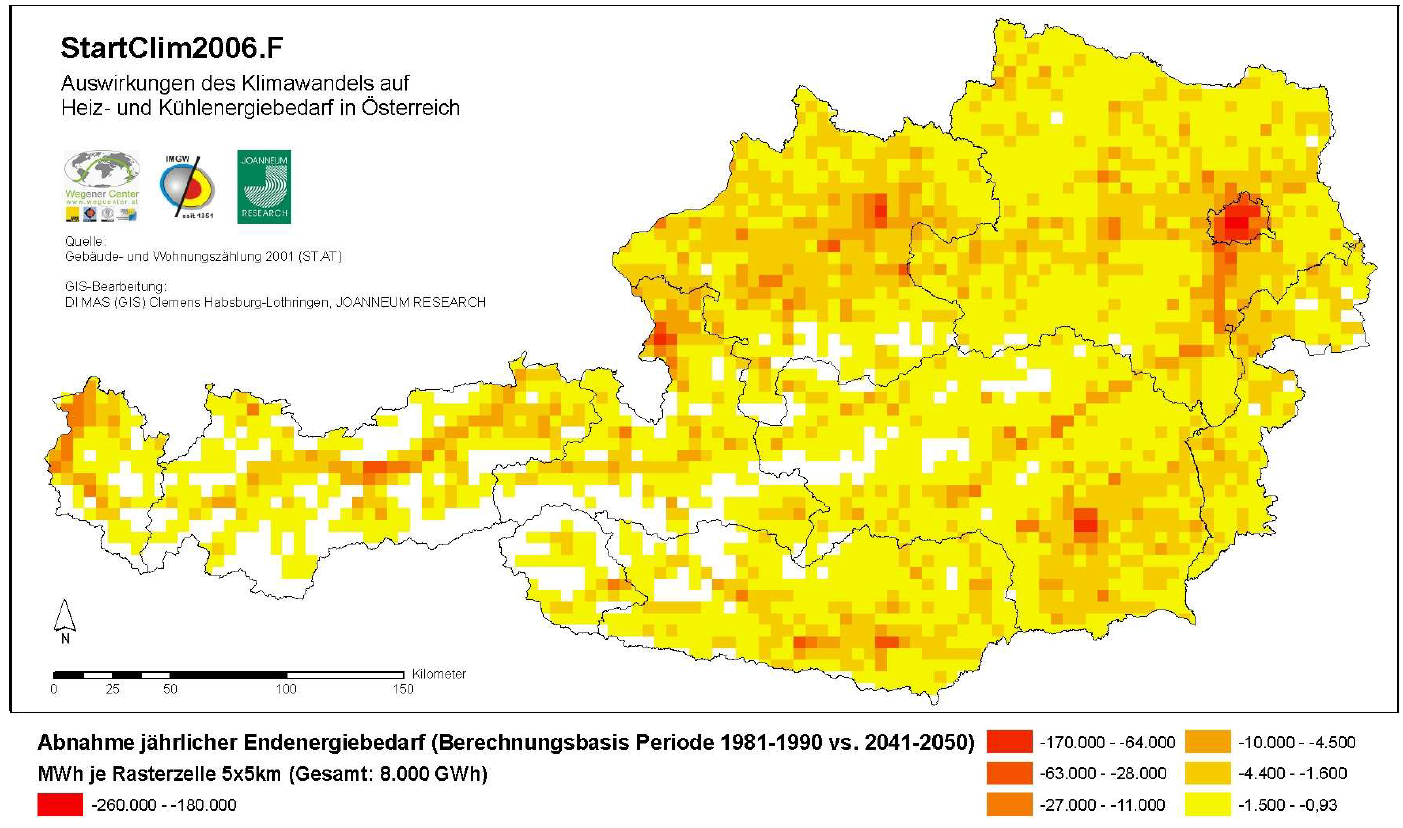 StartClim2006.F
Auswirkungen des Klimawandels auf
Heiz- und Kühlenergiebedarf in Österreich
Wegener Center
www.wegcenter.at
IMGW
seit 1851
JOANNEUM
RESEARCH
Quelle:
Gebäude- und Wohnungszählung 2001 (ST.AT)
GIS-Bearbeitung:
DI MAS (GIS) Clemens Habsburg-Lothringen, JOANNEUM RESEARCH
N
Kilometer
0 25 50 100 150
Abnahme jährlicher Endenergiebedarf (Berechnungsbasis Periode 1981-1990 vs. 2041-2050)
MWh je Rasterzelle 5x5km (Gesamt: 8.000 GWh)
-260.000 - -180.000
-170.000 - -64.000
-63.000 - -28.000
-27.000 - -11.000
-10.000 - -4.500
-4.400 - -1.600
-1.500 - -0,93